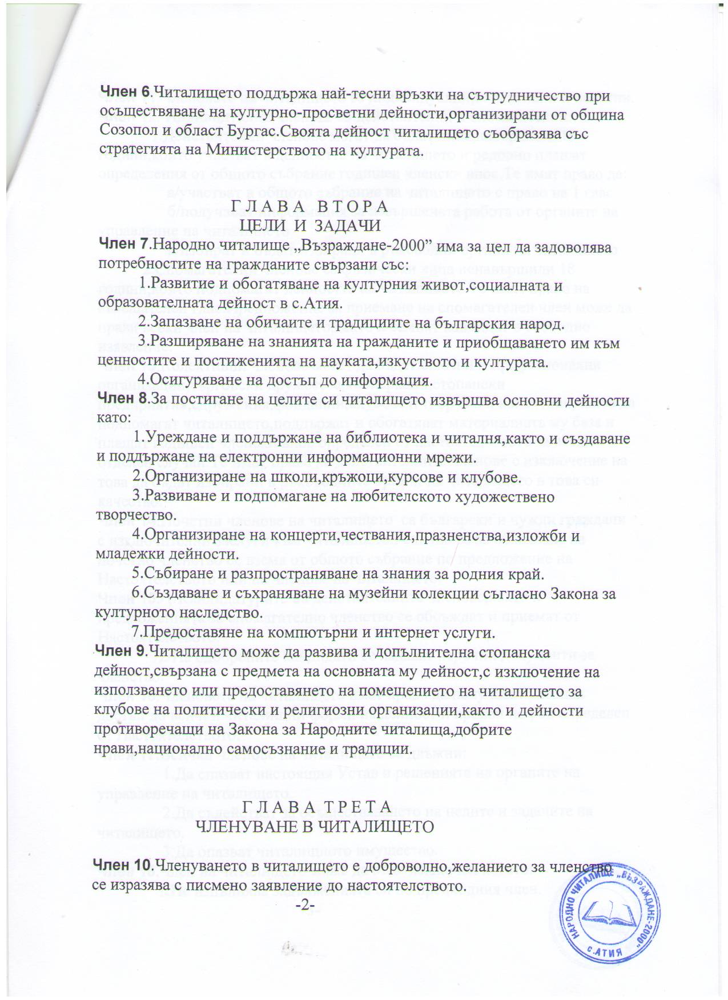 Член 6.Читалището поддържа най-тесни връзки на сътрудничество при
осъществяване на културно-просветни дейности,организирани от община
Созопол и област Бургас.Своята дейност читалището съобразява със
стратегията на Министерството на културата.
Г Л А В А   В Т О Р А
ЦЕЛИ  И  ЗАДАЧИ
Член 7.Народно читалище „Възраждане-2000” има за цел да задоволява
потребностите на гражданите свързани със:
1.Развитие и обогатяване на културния живот,социалната и
образователната дейност в с.Атия.
2.Запазване на обичаите и традициите на българския народ.
3.Разширяване на знанията на гражданите и приобщаването им към
ценностите и постиженията на науката,изкуството и културата.
4.Осигуряване на достъп до информация.
Член 8.За постигане на целите си читалището извършва основни дейности
като:
1.Уреждане и поддържане на библиотека и читалня,както и създаване
и поддържане на електронни информационни мрежи.
2.Организиране на школи,кръжоци,курсове и клубове.
3.Развиване и подпомагане на любителското художествено
творчество.
4.Организиране на концерти,чествания,празненства,изложби и
младежки дейности.
5.Събиране и разпространяване на знания за родния край.
6.Създаване и съхраняване на музейни колекции съгласно Закона за
културното наследство.
7.Предоставяне на компютърни и интернет услуги.
Член 9.Читалището може да развива и допълнителна стопанска
дейност,свързана с предмета на основната му дейност,с изключение на
използването или предоставянето на помещението на читалището за
клубове на политически и религиозни организации,както и дейности
противоречащи на Закона за Народните читалища,добрите
нрави,национално самосъзнание и традиции.
Г Л А В А  Т Р Е Т А
ЧЛЕНУВАНЕ В ЧИТАЛИЩЕТО
Член 10.Членуването в читалището е доброволно,желанието за членство
се изразява с писмено заявление до настоятелството.
-2-
НАРОДНО ЧИТАЛИЩЕ „ВЪЗРАЖДАНЕ-2000”
с.АТИЯ